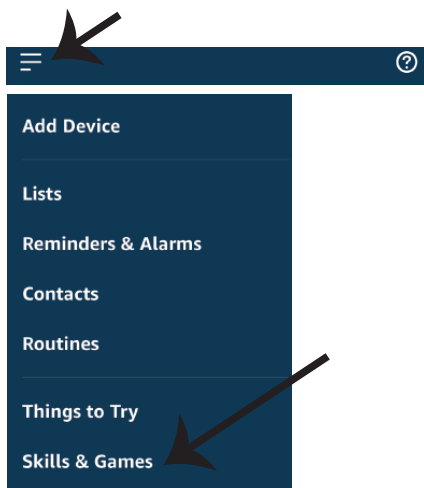 ?
Add Device
Lists
Reminders & Alarms
Contacts
Routines
Things to Try
Skills & Games